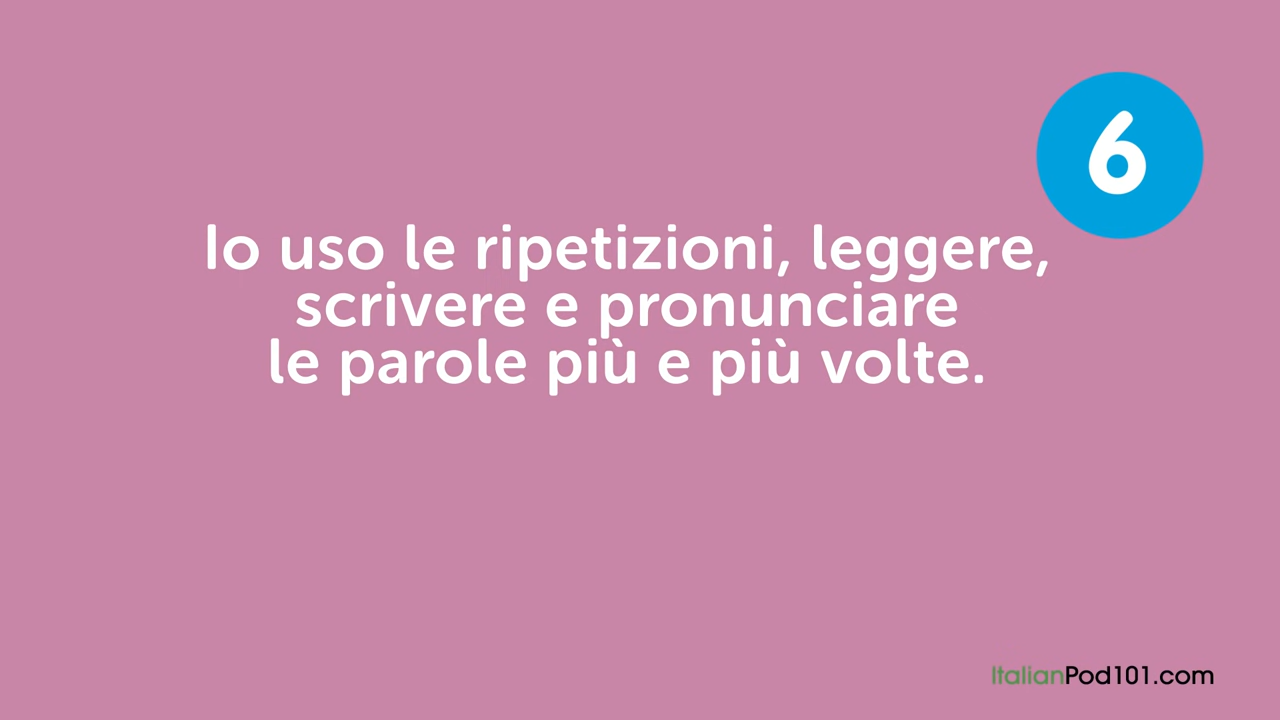 6
Io uso le ripetizioni, leggere,
scrivere e pronunciare
le parole più e più volte.
ItalianPod101.com